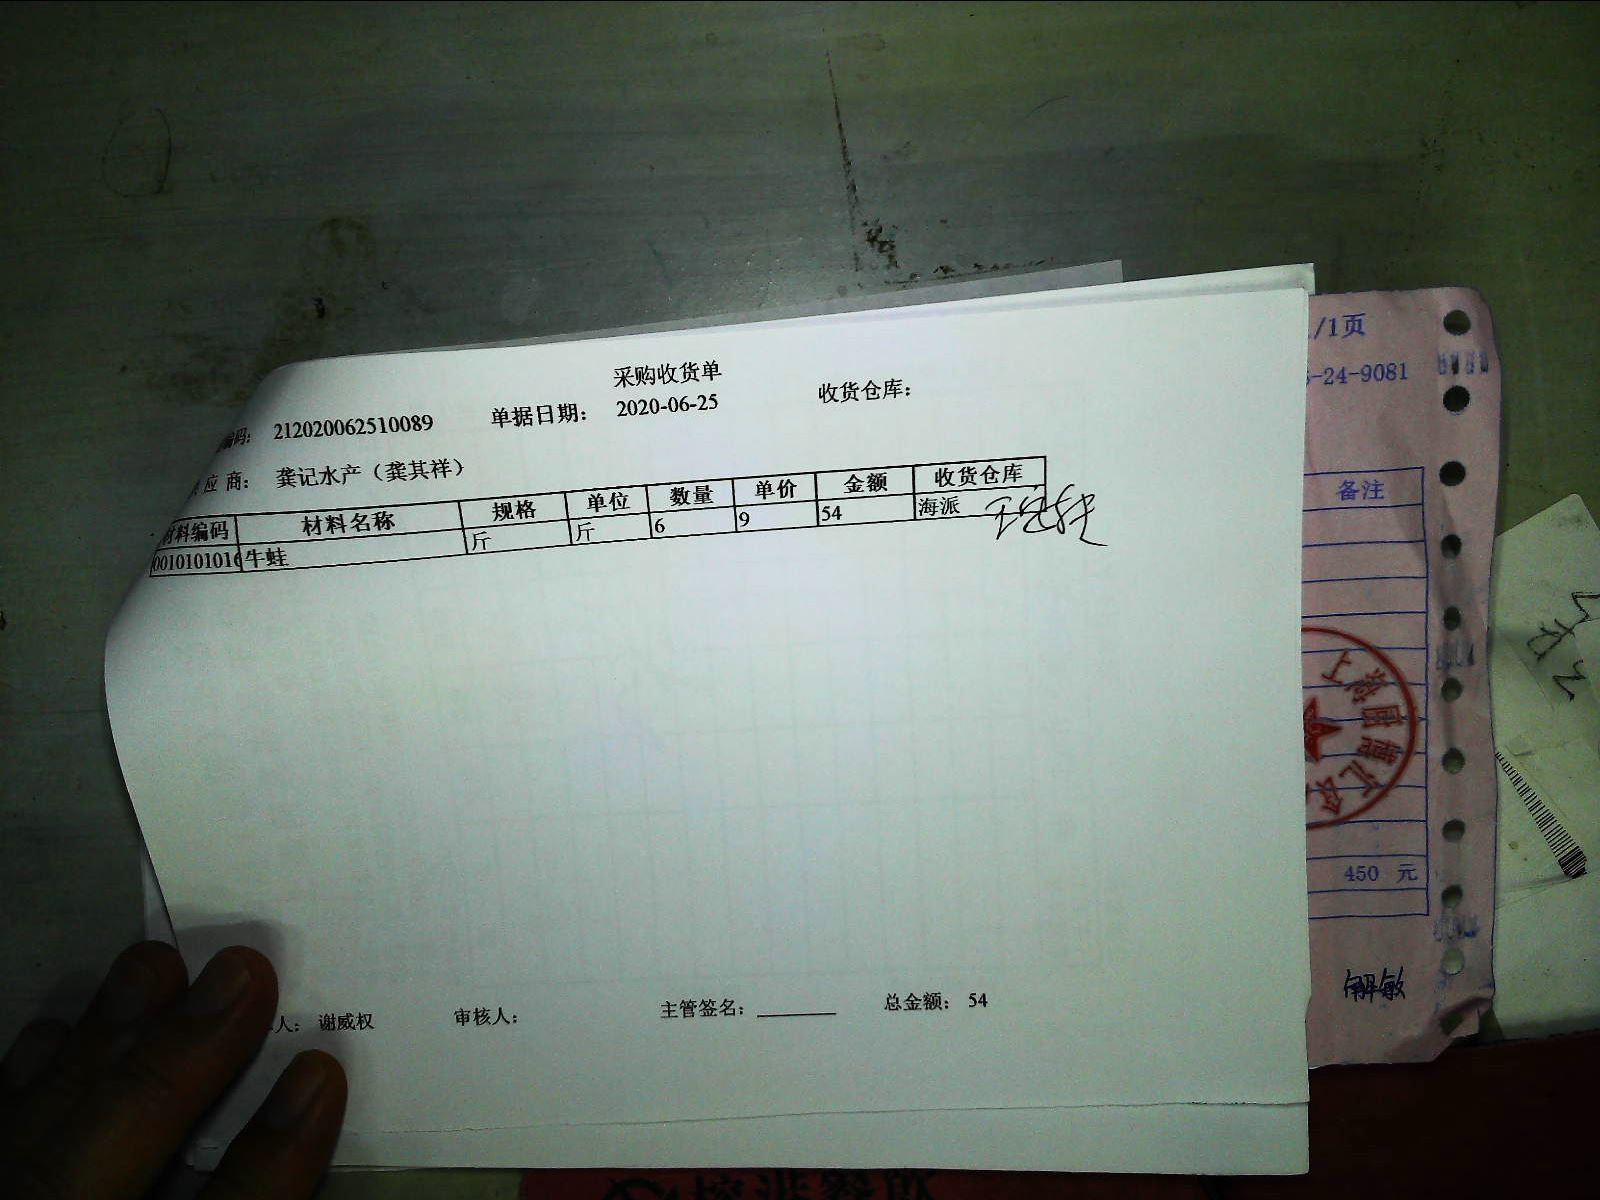 采购收货单
编码: 212020062510089 单据日期: 2020-06-25 收货仓库:
应商: 龚记水产（龚其祥）
材料编码 材料名称 规格 单位 数量 单价 金额 收货仓库
0010101016 牛蛙 斤 斤 6 9 54 海派
人: 谢威权 审核人: 主管签名: 总金额: 54
/1页
-24-9081
备注
450 元
解敏